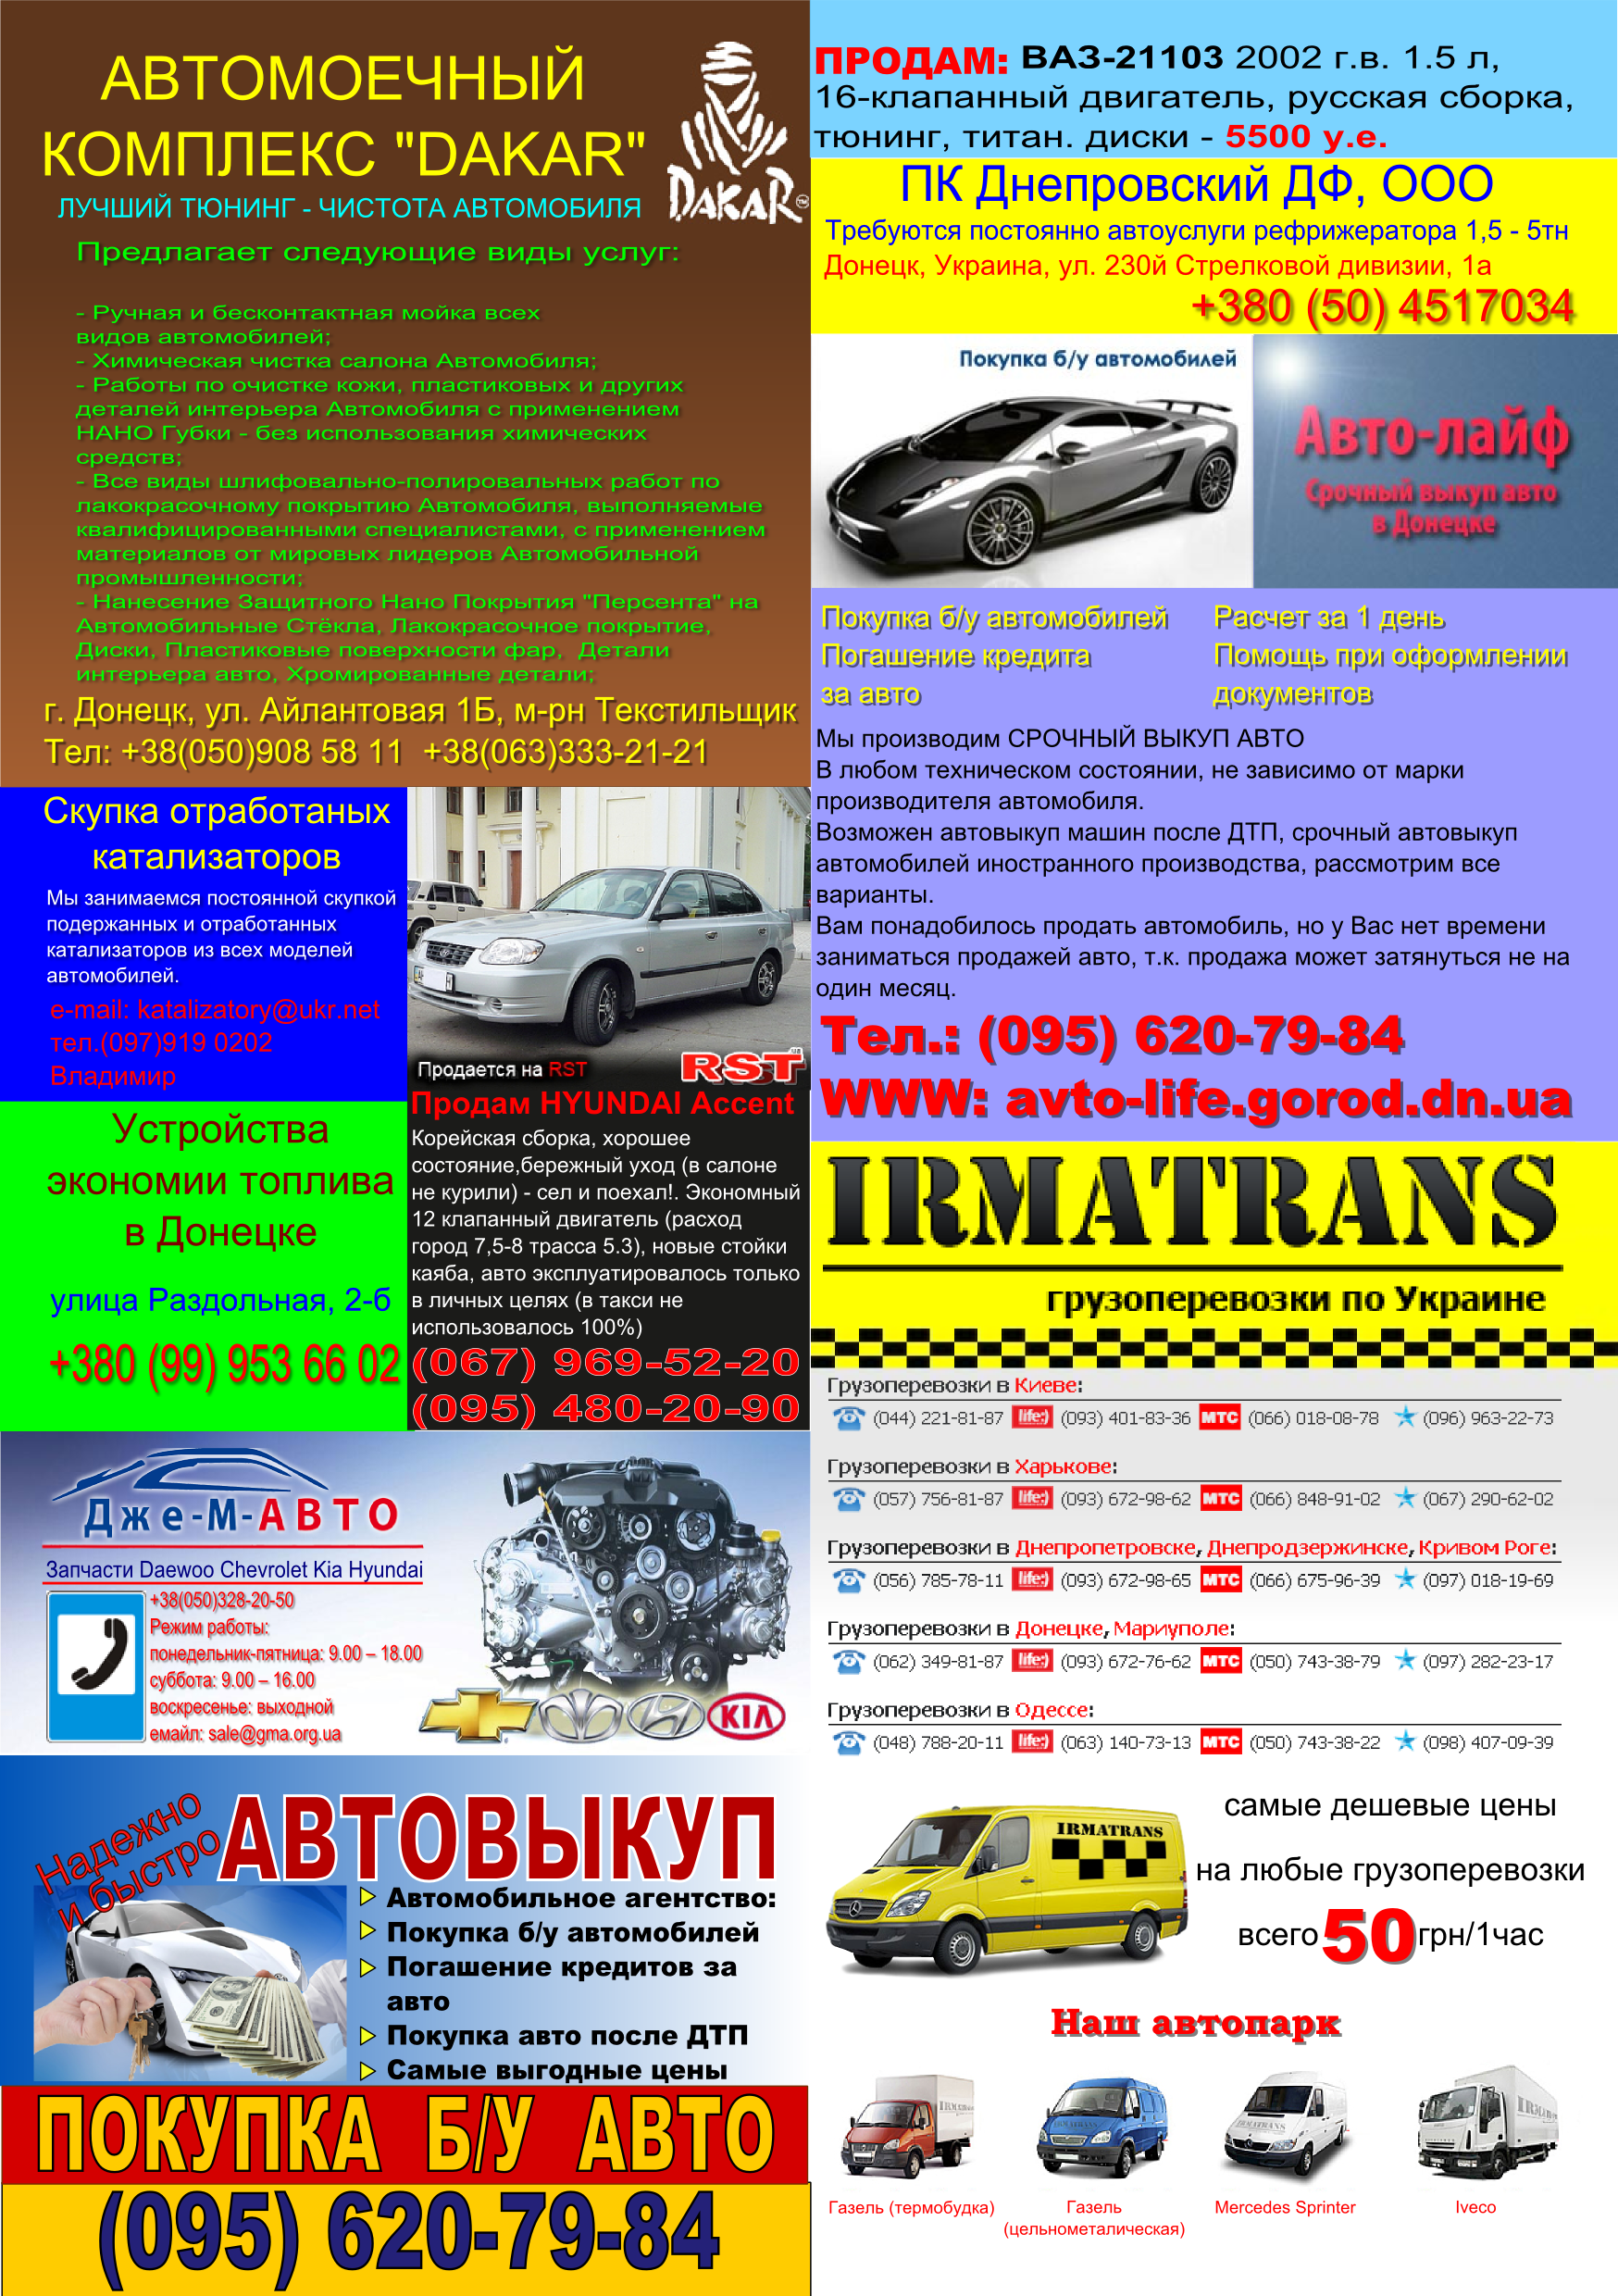 АВТОМОЕЧНЫЙ
КОМПЛЕКС "DAKAR"
DAKAR™
ЛУЧШИЙ ТЮНИНГ - ЧИСТОТА АВТОМОБИЛЯ
Предлагает следующие виды услуг:
- Ручная и бесконтактная мойка всех
видов автомобилей;
- Химическая чистка салона Автомобиля;
- Работы по очистке кожи, пластиковых и других
деталей интерьера Автомобиля с применением
НАНО Губки - без использования химических
средств;
- Все виды шлифовально-полировальных работ по
лакокрасочному покрытию Автомобиля, выполняемые
квалифицированными специалистами, с применением
материалов от мировых лидеров Автомобильной
промышленности;
- Нанесение Защитного Нано Покрытия "Персента" на
Автомобильные Стёкла, Лакокрасочное покрытие,
Диски, Пластиковые поверхности фар, Детали
интерьера авто, Хромированные детали;
г. Донецк, ул. Айлантовая 1Б, м-рн Текстильщик
Тел: +38(050)908 58 11 +38(063)333-21-21
Скупка отработаных
катализаторов
Мы занимаемся постоянной скупкой
подержанных и отработанных
катализаторов из всех моделей
автомобилей.
e-mail: katalizatory@ukr.net
тел.(097)919 0202
Владимир
Устройства
экономии топлива
в Донецке
улица Раздольная, 2-б
+380 (99) 953 66 02
Продается на RST
RST
Продам HYUNDAI Accent
Корейская сборка, хорошее
состояние,бережный уход (в салоне
не курили) - сел и поехал!. Экономный
12 клапанный двигатель (расход
город 7,5-8 трасса 5.3), новые стойки
каяба, авто эксплуатировалось только
в личных целях (в такси не
использовалось 100%)
(067) 969-52-20
(095) 480-20-90
Дже-М-АВТО
Запчасти Daewoo Chevrolet Kia Hyundai
+38(050)328-20-50
Режим работы:
понедельник-пятница: 9.00 – 18.00
суббота: 9.00 – 16.00
воскресенье: выходной
емайл: sale@gma.org.ua
KIA
Надежно
и быстро
АВТОВЫКУП
Автомобильное агентство:
Покупка б/у автомобилей
Погашение кредитов за
авто
Покупка авто после ДТП
Самые выгодные цены
ПОКУПКА Б/У АВТО
(095) 620-79-84
ПРОДАМ: ВАЗ-21103 2002 г.в. 1.5 л,
16-клапанный двигатель, русская сборка,
тюнинг, титан. диски - 5500 у.е.
ПК Днепровский ДФ, ООО
Требуются постоянно автоуслуги рефрижератора 1,5 - 5тн
Донецк, Украина, ул. 230й Стрелковой дивизии, 1а
+380 (50) 4517034
Покупка б/у автомобилей
Авто-лайф
Срочный выкуп авто
в Донецке
Покупка б/у автомобилей
Погашение кредита
за авто
Расчет за 1 день
Помощь при оформлении
документов
Мы производим СРОЧНЫЙ ВЫКУП АВТО
В любом техническом состоянии, не зависимо от марки
производителя автомобиля.
Возможен автовыкуп машин после ДТП, срочный автовыкуп
автомобилей иностранного производства, рассмотрим все
варианты.
Вам понадобилось продать автомобиль, но у Вас нет времени
заниматься продажей авто, т.к. продажа может затянуться не на
один месяц.
Тел.: (095) 620-79-84
WWW: avto-life.gorod.dn.ua
IRMATRANS
грузоперевозки по Украине
Грузоперевозки в Киеве:
(044) 221-81-87 life:) (093) 401-83-36 МТС (066) 018-08-78 (096) 963-22-73
Грузоперевозки в Харькове:
(057) 756-81-87 life:) (093) 672-98-62 МТС (066) 848-91-02 (067) 290-62-02
Грузоперевозки в Днепропетровске, Днепродзержинске, Кривом Роге:
(056) 785-78-11 life:) (093) 672-98-65 МТС (066) 675-96-39 (097) 018-19-69
Грузоперевозки в Донецке, Мариуполе:
(062) 349-81-87 life:) (093) 672-76-62 МТС (050) 743-38-79 (097) 282-23-17
Грузоперевозки в Одессе:
(048) 788-20-11 life:) (063) 140-73-13 МТС (050) 743-38-22 (098) 407-09-39
IRMATRANS
самые дешевые цены
на любые грузоперевозки
всего 50 грн/1час
Наш автопарк
IRMATRANS
IRMATRANS
Газель (термобудка)
Газель
(цельнометалическая)
Mercedes Sprinter
Iveco